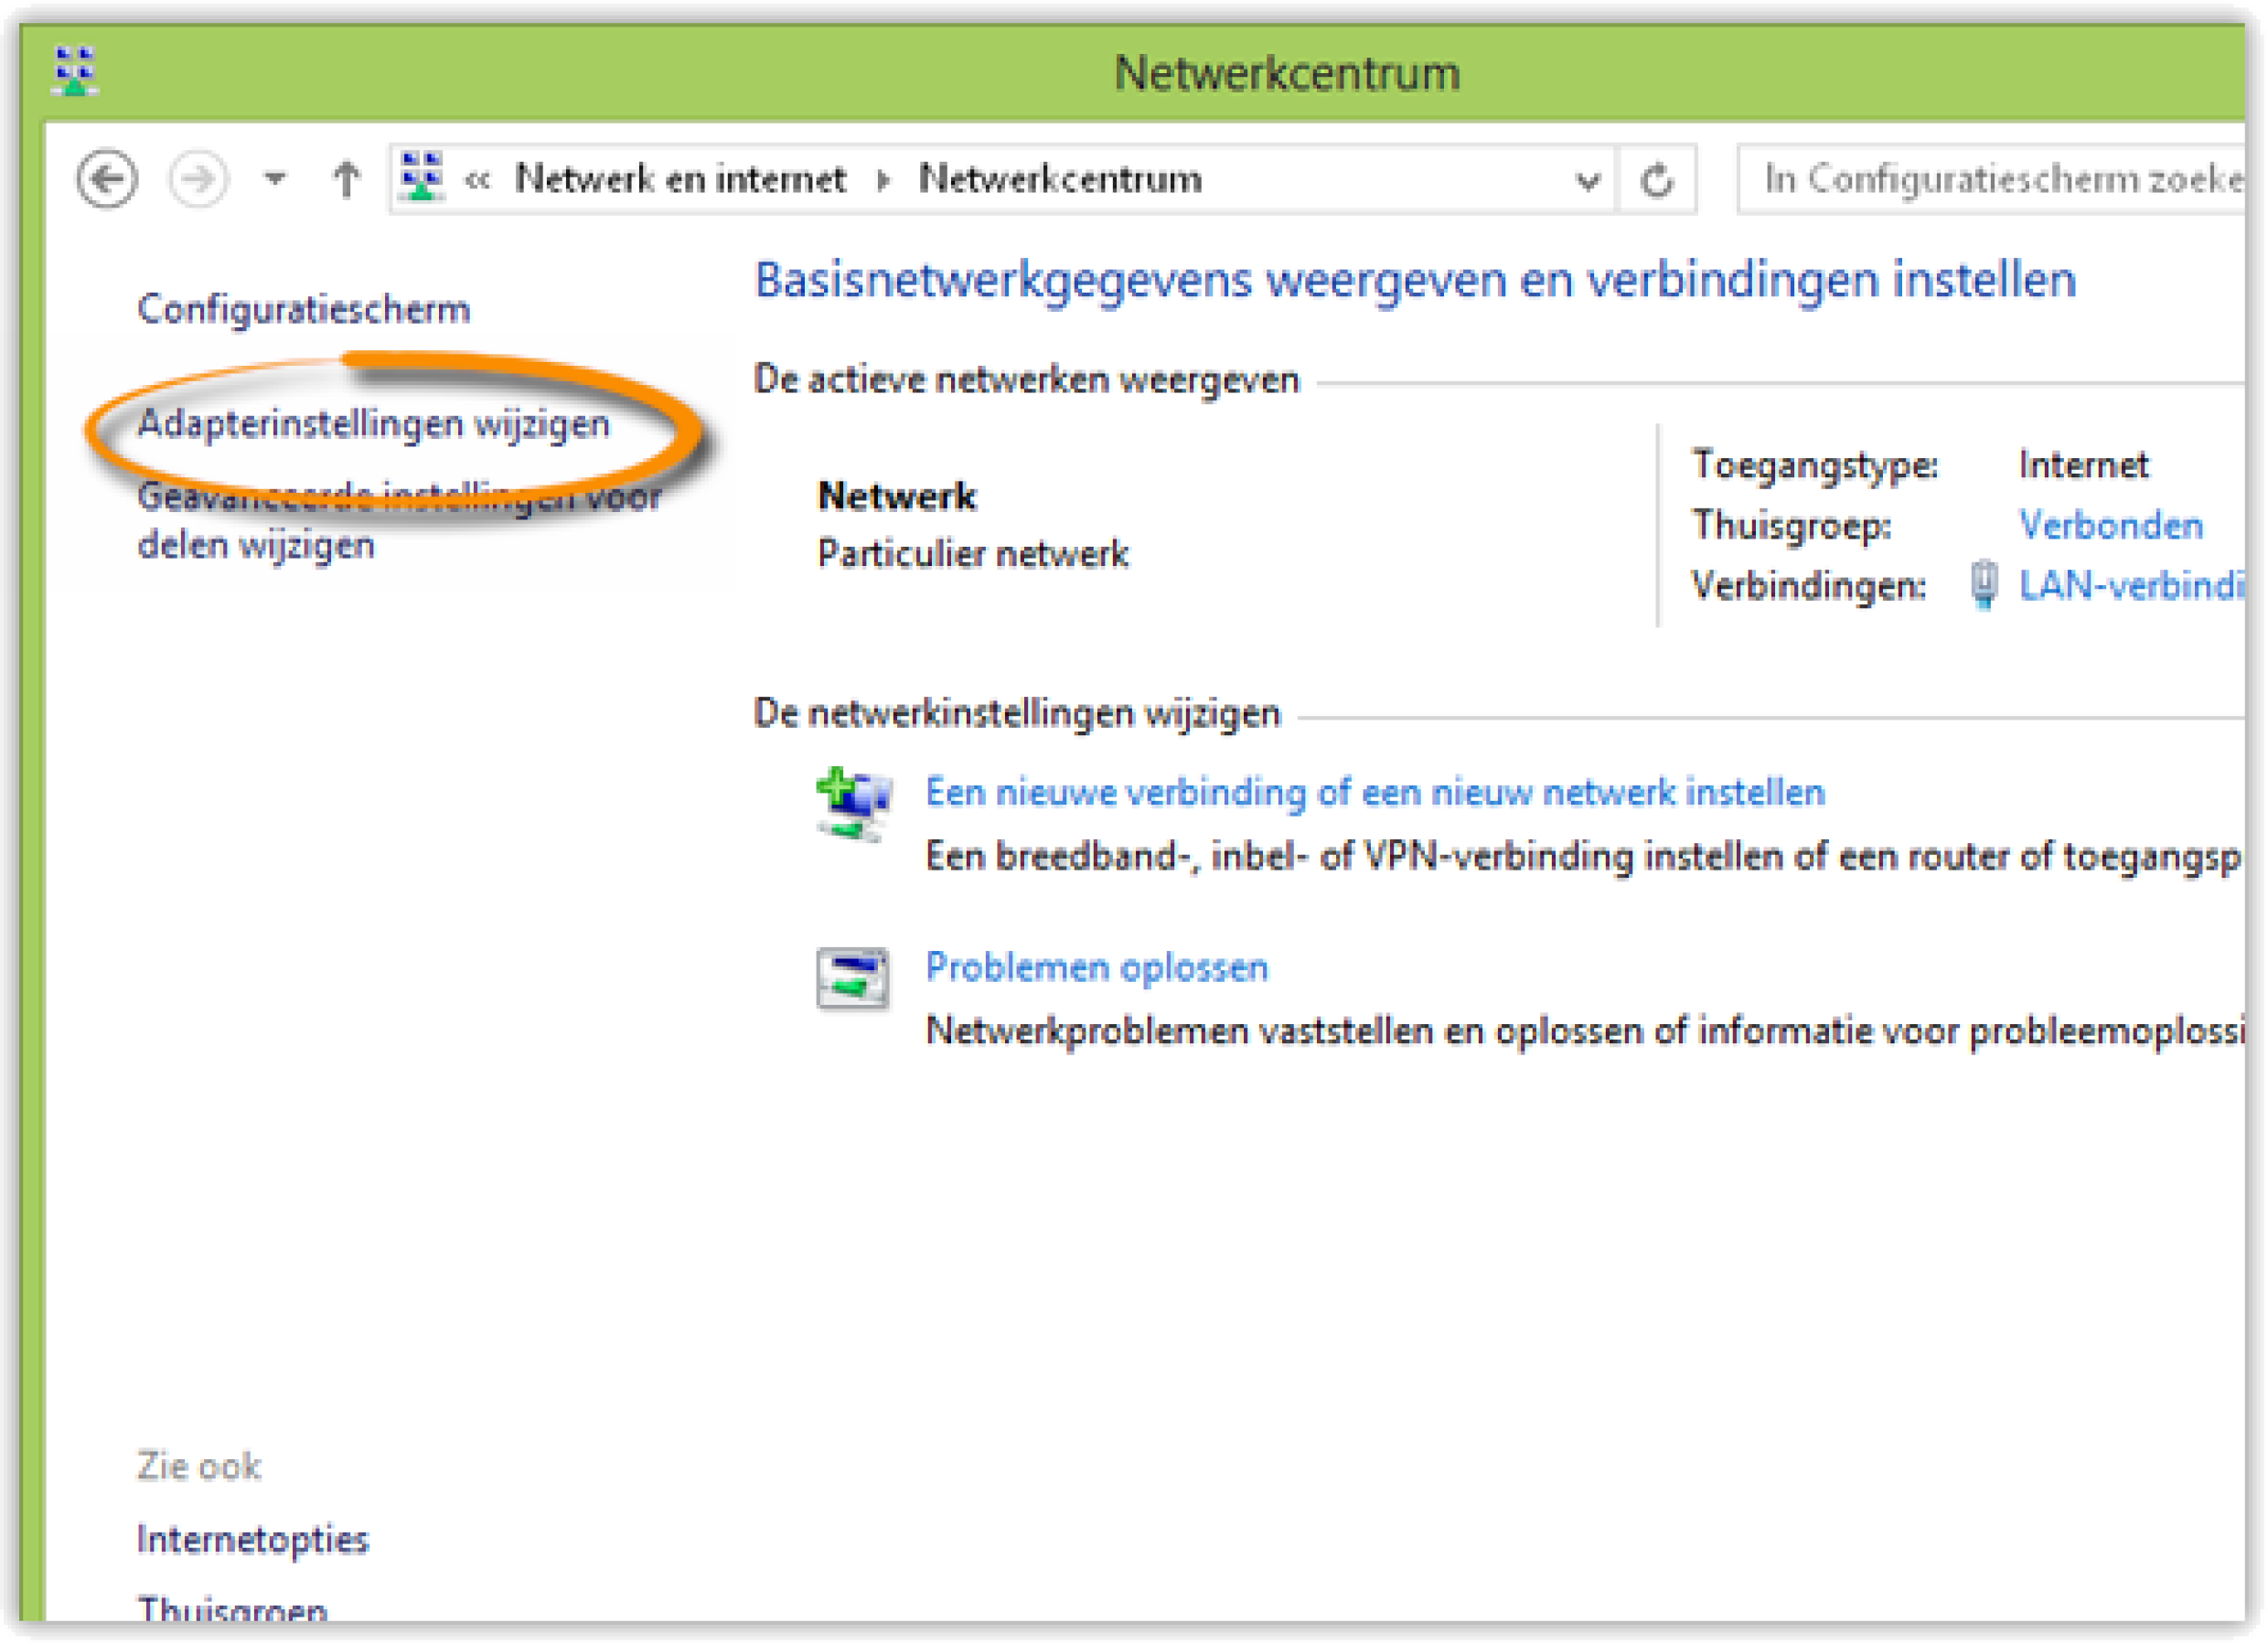 Netwerkcentrum
« Netwerk en internet Netwerkcentrum
In Configuratiescherm zoeke
Configuratiescherm
Adapterinstellingen wijzigen
Geavanceerde instellingen voor
delen wijzigen
Basisnetwerkgegevens weergeven en verbindingen instellen
De actieve netwerken weergeven
Netwerk
Particulier netwerk
Toegangstype: Internet
Thuisgroep: Verbonden
Verbindingen: LAN-verbindi
De netwerkinstellingen wijzigen
Een nieuwe verbinding of een nieuw netwerk instellen
Een breedband-, inbel- of VPN-verbinding instellen of een router of toegangsp
Problemen oplossen
Netwerkproblemen vaststellen en oplossen of informatie voor probleemoplossi
Zie ook
Internetopties
Thuisgroep